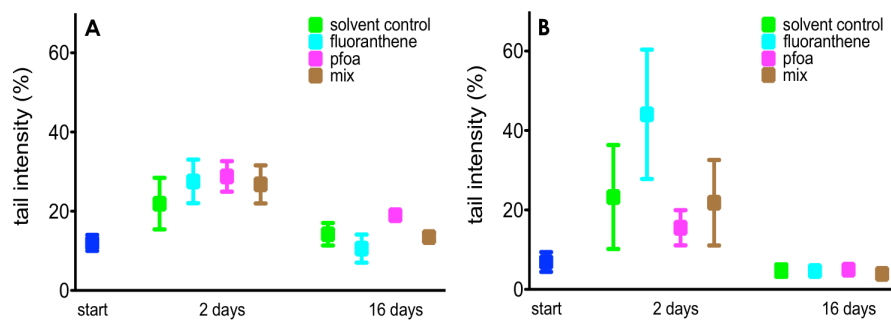 A
solvent control
fluoranthene
pfoa
mix
tail intensity (%)
60
40
20
0
start
2 days
16 days
B
solvent control
fluoranthene
pfoa
mix
tail intensity (%)
60
40
20
0
start
2 days
16 days